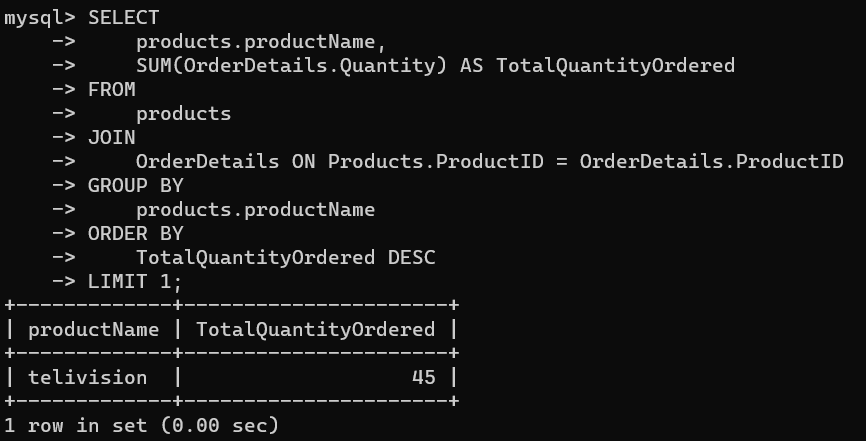 mysql> SELECT
    ->     products.productName,
    ->     SUM(OrderDetails.Quantity) AS TotalQuantityOrdered
    -> FROM
    ->     products
    -> JOIN
    ->     OrderDetails ON Products.ProductID = OrderDetails.ProductID
    -> GROUP BY
    ->     products.productName
    -> ORDER BY
    ->     TotalQuantityOrdered DESC
    -> LIMIT 1;
+-------------+----------------------+
| productName | TotalQuantityOrdered |
+-------------+----------------------+
| telivision  |                   45 |
+-------------+----------------------+
1 row in set (0.00 sec)